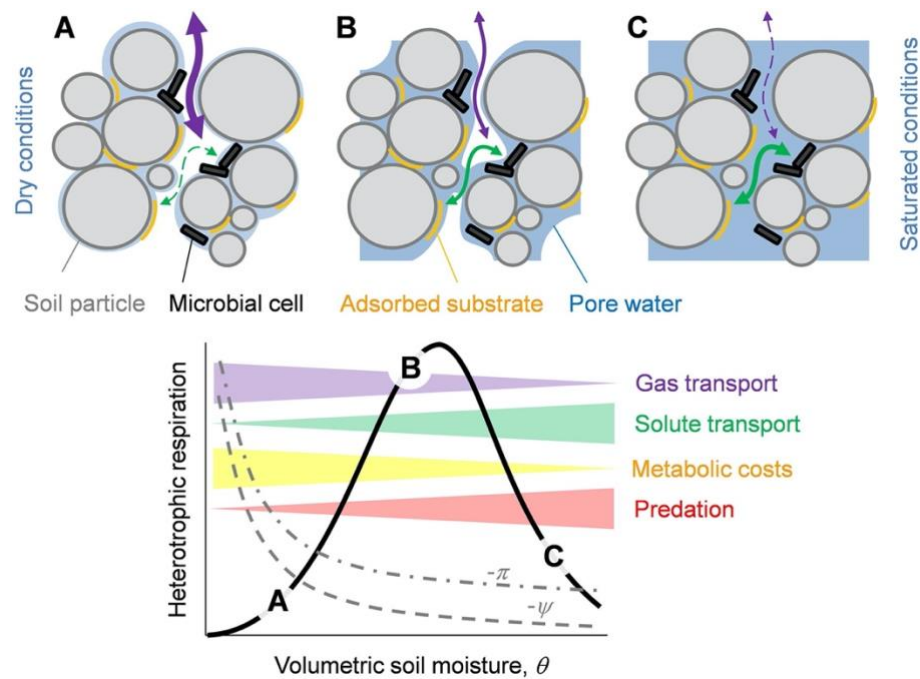 A
B
C
Dry conditions
Saturated conditions
Soil particle
Microbial cell
Adsorbed substrate
Pore water
Heterotrophic respiration
B
A
C
-π
-ψ
Gas transport
Solute transport
Metabolic costs
Predation
Volumetric soil moisture, θ